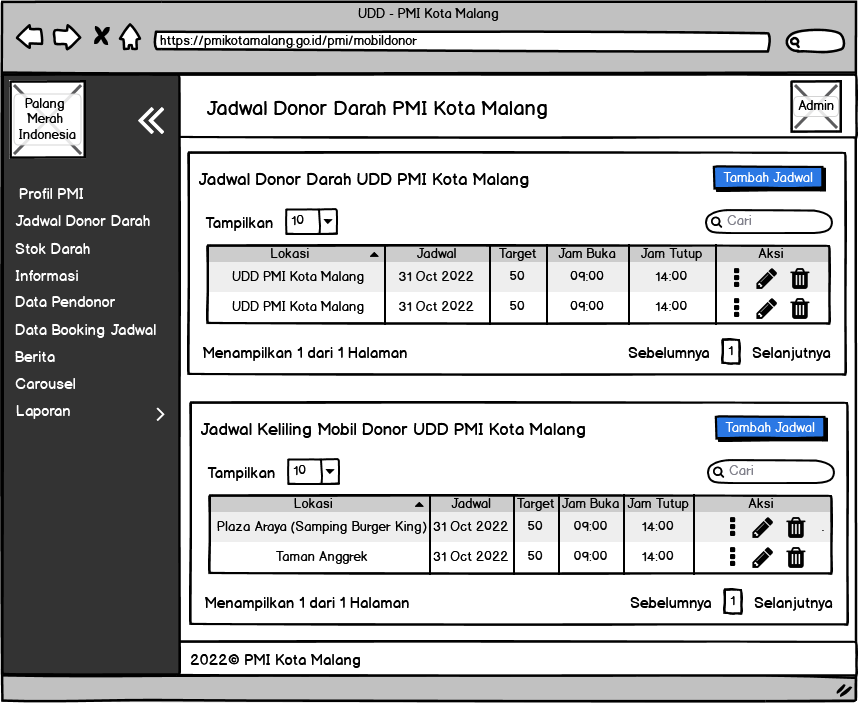 UDD - PMI Kota Malang
https://pmikotamalang.go.id/pmi/mobildonor
Palang
Merah
Indonesia
Jadwal Donor Darah PMI Kota Malang
Admin
Profil PMI
Jadwal Donor Darah
Stok Darah
Informasi
Data Pendonor
Data Booking Jadwal
Berita
Carousel
Laporan
Jadwal Donor Darah UDD PMI Kota Malang
Tambah Jadwal
Tampilkan 10
Cari
Lokasi Jadwal Target Jam Buka Jam Tutup Aksi
UDD PMI Kota Malang 31 Oct 2022 50 09:00 14:00
UDD PMI Kota Malang 31 Oct 2022 50 09:00 14:00
Menampilkan 1 dari 1 Halaman
Sebelumnya 1 Selanjutnya
Jadwal Keliling Mobil Donor UDD PMI Kota Malang
Tambah Jadwal
Tampilkan 10
Cari
Lokasi Jadwal Target Jam Buka Jam Tutup Aksi
Plaza Araya (Samping Burger King) 31 Oct 2022 50 09:00 14:00 .
Taman Anggrek 31 Oct 2022 50 09:00 14:00
Menampilkan 1 dari 1 Halaman
Sebelumnya 1 Selanjutnya
2022© PMI Kota Malang